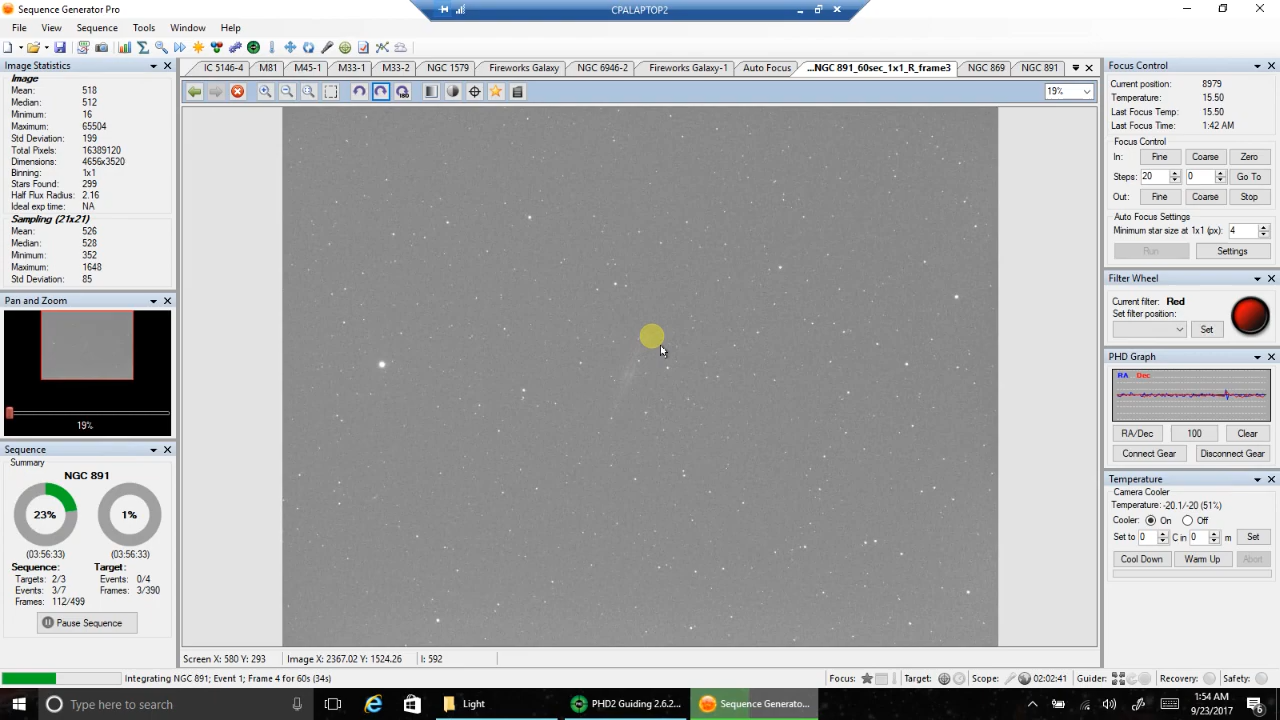 Sequence Generator Pro
CPALAPTOP2
File View Sequence Tools Window Help
Image Statistics
Image
Mean: 518
Median: 512
Minimum: 16
Maximum: 65504
Std Deviation: 199
Total Pixels: 16389120
Dimensions: 4656x3520
Binning: 1x1
Stars Found: 299
Half Flux Radius: 2.16
Ideal exp time: NA
Sampling (21x21)
Mean: 526
Median: 528
Minimum: 352
Maximum: 1648
Std Deviation: 85
Pan and Zoom
19%
Sequence
Summary
NGC 891
23% 1%
(03:56:33) (03:56:33)
Sequence: Target:
Targets: 2/3 Events: 0/4
Events: 3/7 Frames: 3/390
Frames: 112/499
Pause Sequence
IC 5146-4 M81 M45-1 M33-1 M33-2 NGC 1579 Fireworks Galaxy NGC 6946-2 Fireworks Galaxy-1 Auto Focus ...NGC 891_60sec_1x1_R_frame3 NGC 869 NGC 891
180
19%
Screen X: 580 Y: 293 Image X: 2367.02 Y: 1524.26 I: 592
Focus Control
Current position: 8979
Temperature: 15.50
Last Focus Temp: 15.50
Last Focus Time: 1:42 AM
Focus Control
In: Fine Coarse Zero
Steps: 20 0 Go To
Out: Fine Coarse Stop
Auto Focus Settings
Minimum star size at 1x1 (px): 4
Run Settings
Filter Wheel
Current filter: Red
Set filter position:
Set
PHD Graph
RA Dec
RA/Dec 100 Clear
Connect Gear Disconnect Gear
Temperature
Camera Cooler
Temperature: -20.1/-20 (51%)
Cooler: On Off
Set to 0 C in 0 m Set
Cool Down Warm Up Abort
Integrating NGC 891; Event 1; Frame 4 for 60s (34s)
Focus: Target: Scope: 02:02:41 Guider: Recovery: Safety:
Type here to search
Light
PHD2 Guiding 2.6.2...
Sequence Generato...
1:54 AM
9/23/2017
6